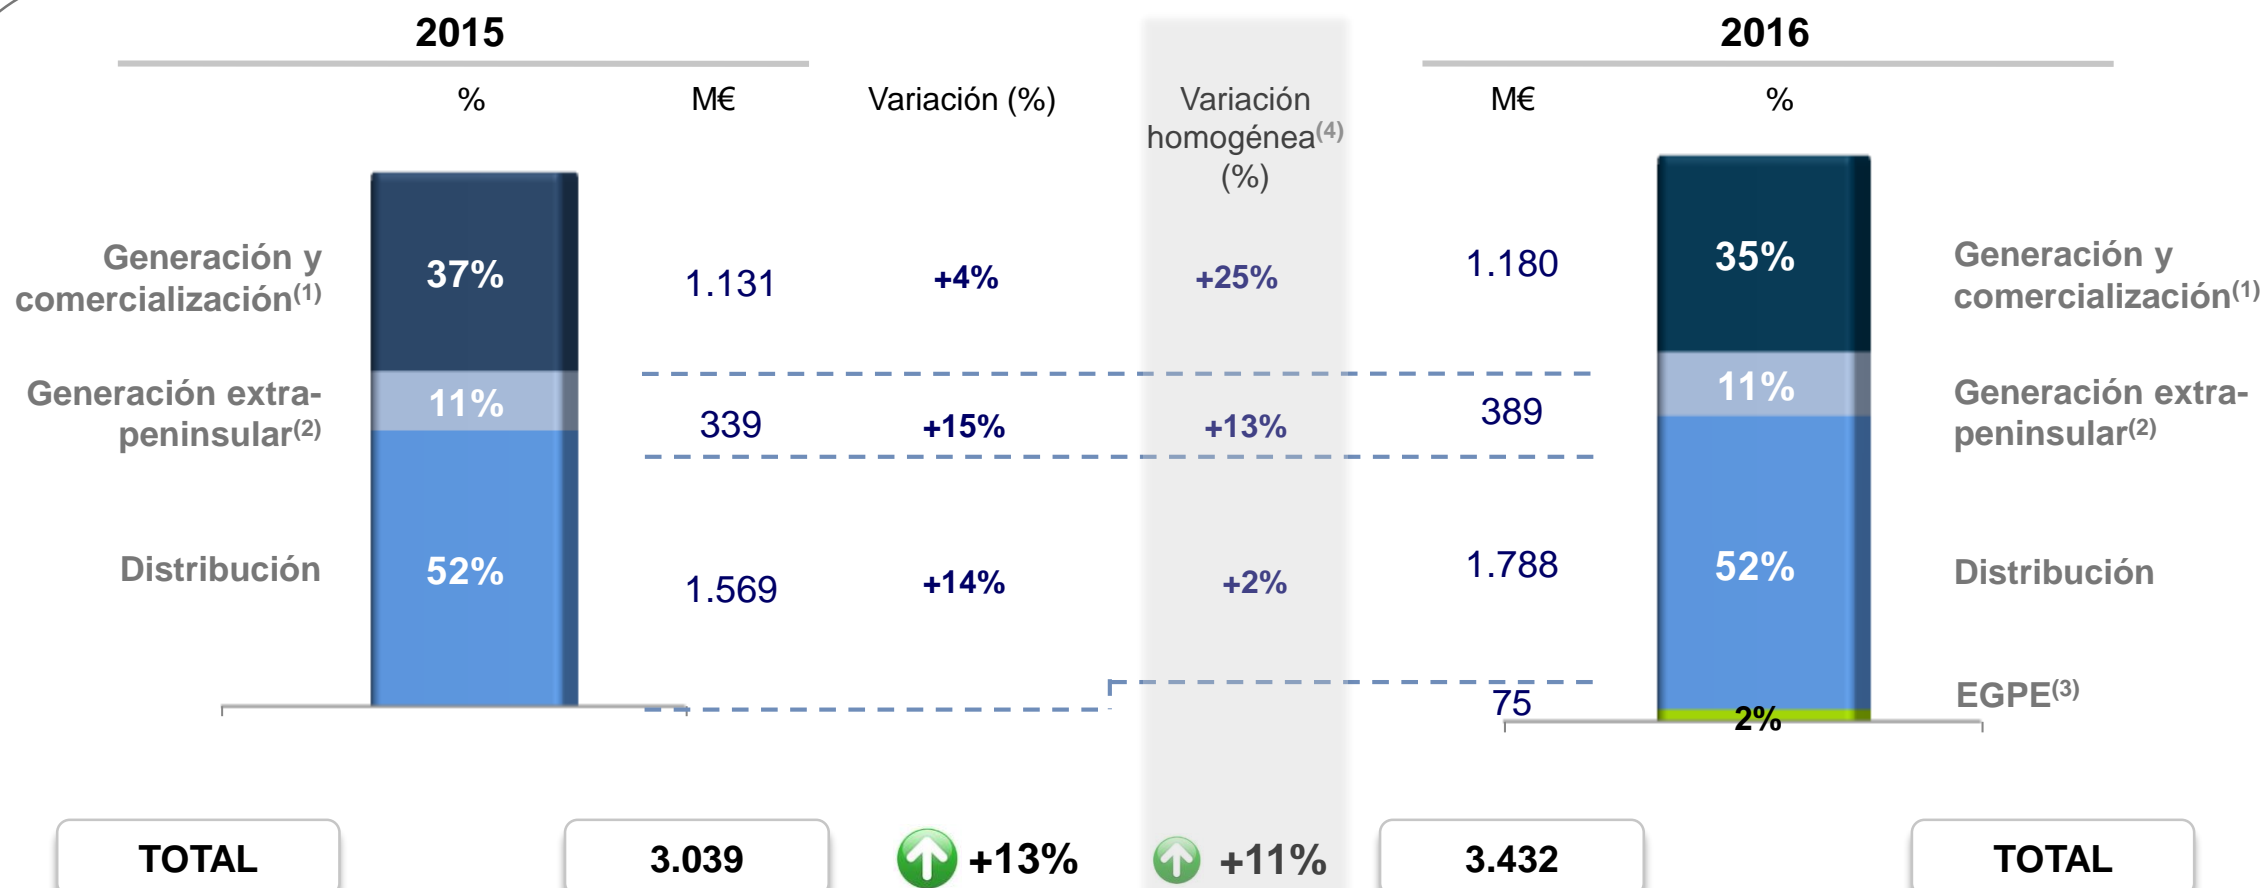 2015
2016
%
M€
Variación (%)
Variación
homogénea(4)
(%)
M€
%
Generación y
comercialización(1)
37%
1.131
+4%
+25%
1.180
35%
Generación y
comercialización(1)
Generación extra-
peninsular(2)
11%
339
+15%
+13%
389
11%
Generación extra-
peninsular(2)
Distribución
52%
1.569
+14%
+2%
1.788
52%
Distribución
75
2%
EGPE(3)
TOTAL
3.039
+13%
+11%
3.432
TOTAL